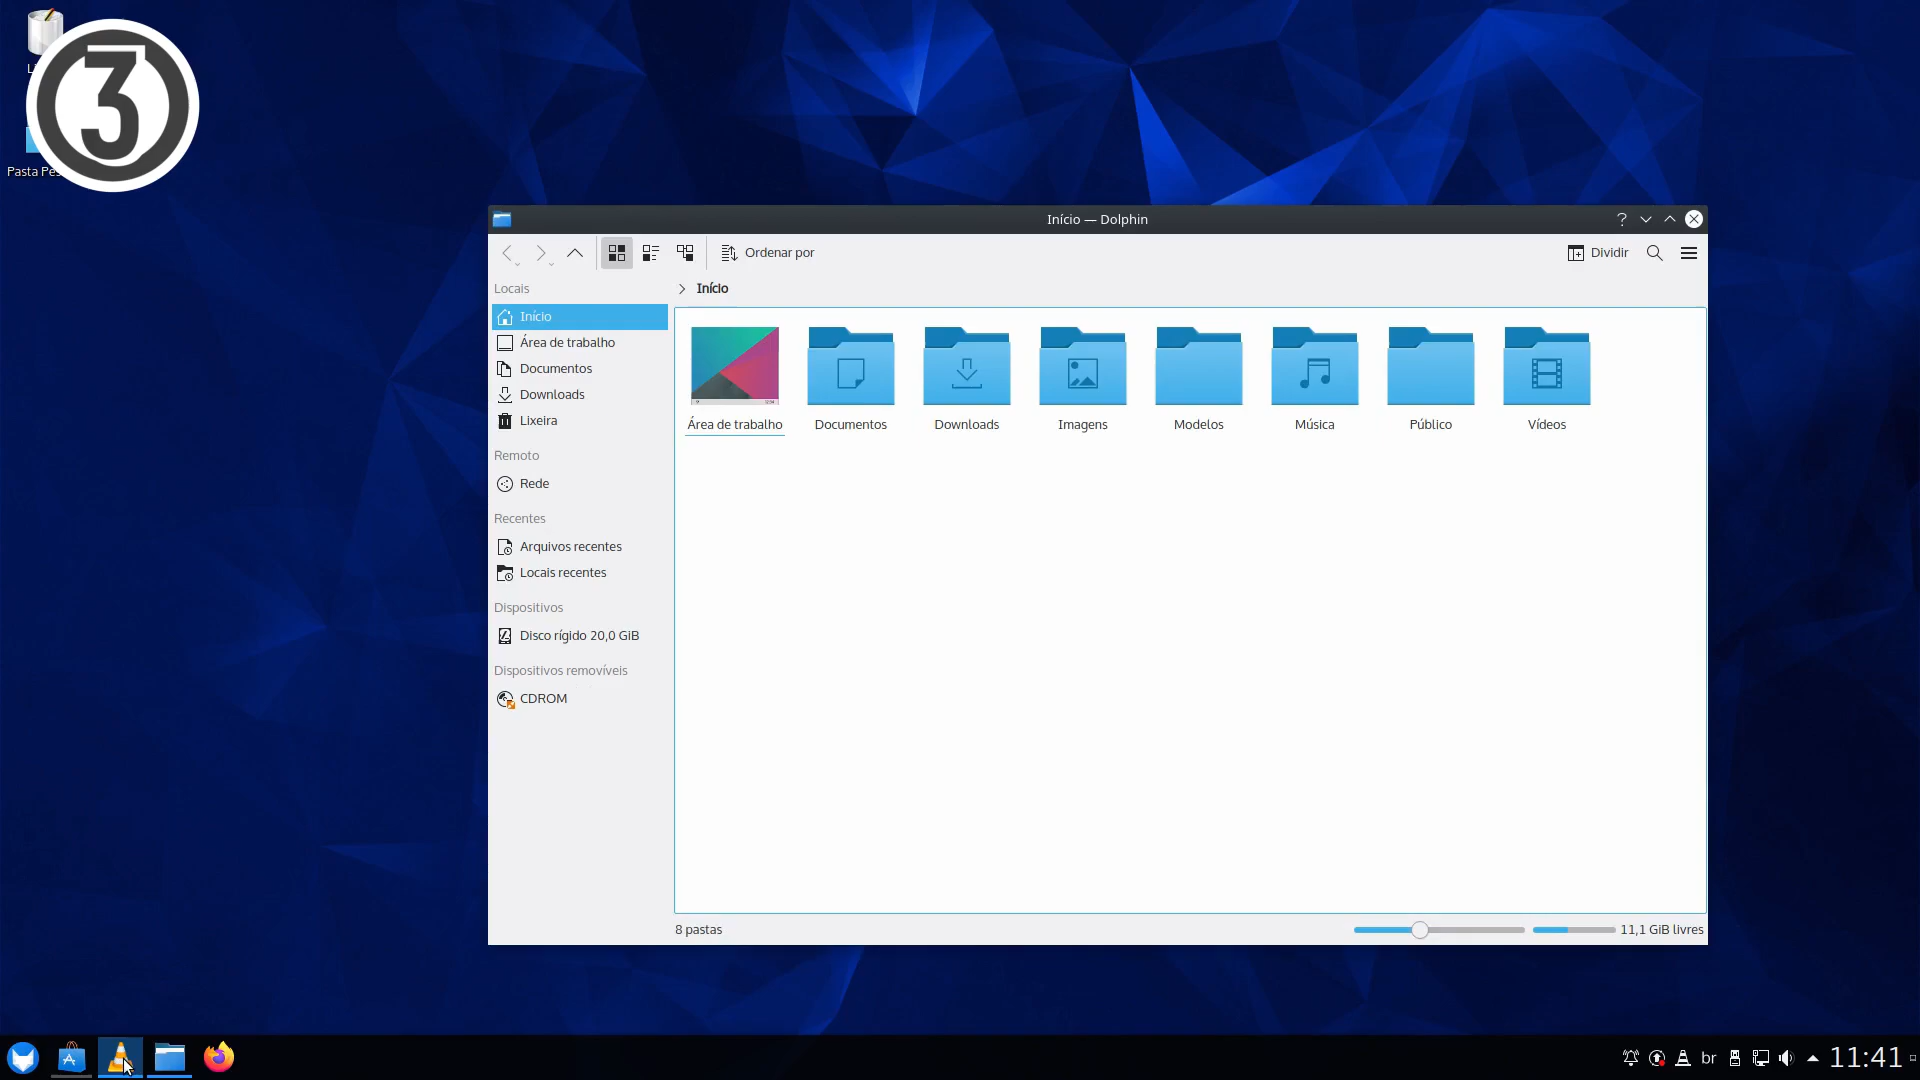 3
Pasta Pes
Início — Dolphin
Ordenar por
Dividir
Locais
Início
Início
Área de trabalho
Documentos
Downloads
Lixeira
Remoto
Rede
Recentes
Arquivos recentes
Locais recentes
Dispositivos
Disco rígido 20,0 GiB
Dispositivos removíveis
CDROM
Área de trabalho
Documentos
Downloads
Imagens
Modelos
Música
Público
Vídeos
8 pastas
11,1 GiB livres
br
11:41